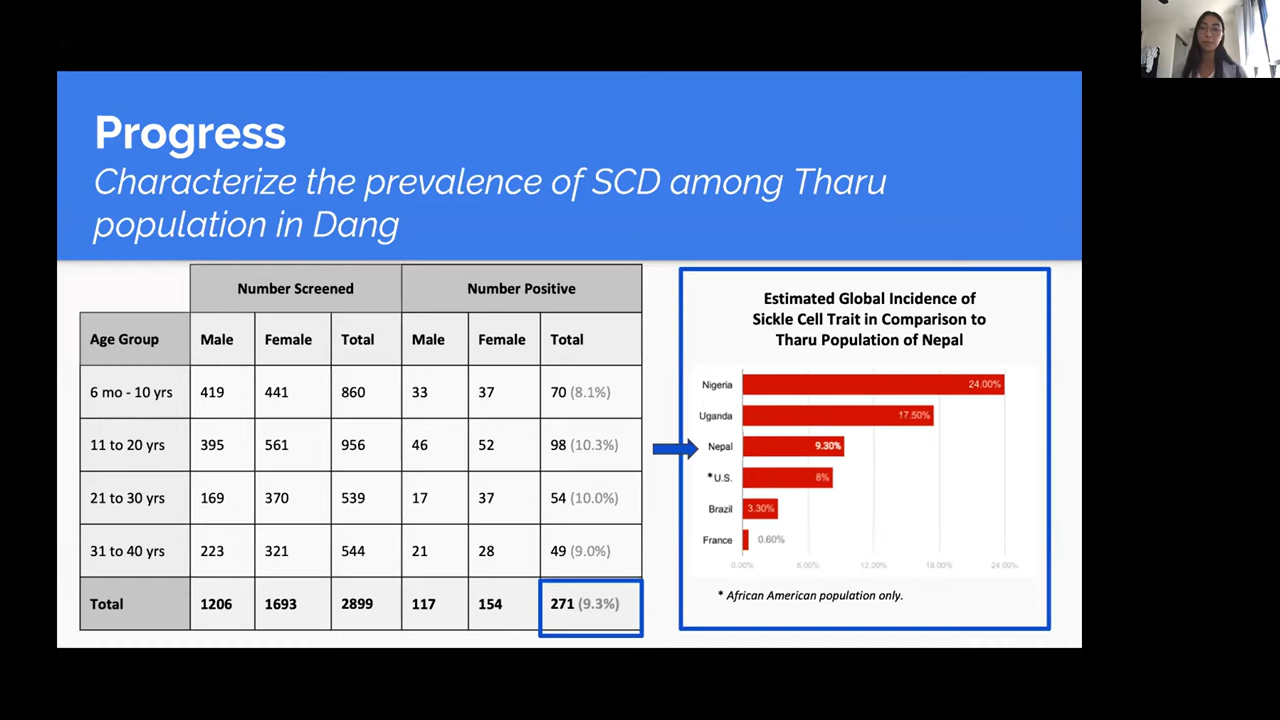 Progress
Characterize the prevalence of SCD among Tharu
population in Dang
Number Screened Number Positive
Age Group Male Female Total Male Female Total
6 mo - 10 yrs 419 441 860 33 37 70 (8.1%)
11 to 20 yrs 395 561 956 46 52 98 (10.3%)
21 to 30 yrs 169 370 539 17 37 54 (10.0%)
31 to 40 yrs 223 321 544 21 28 49 (9.0%)
Total 1206 1693 2899 117 154 271 (9.3%)
Estimated Global Incidence of
Sickle Cell Trait in Comparison to
Tharu Population of Nepal
Nigeria 24.00%
Uganda 17.50%
Nepal 9.30%
*U.S. 8%
Brazil 3.30%
France 0.60%
0.00% 6.00% 12.00% 18.00% 24.00%
* African American population only.